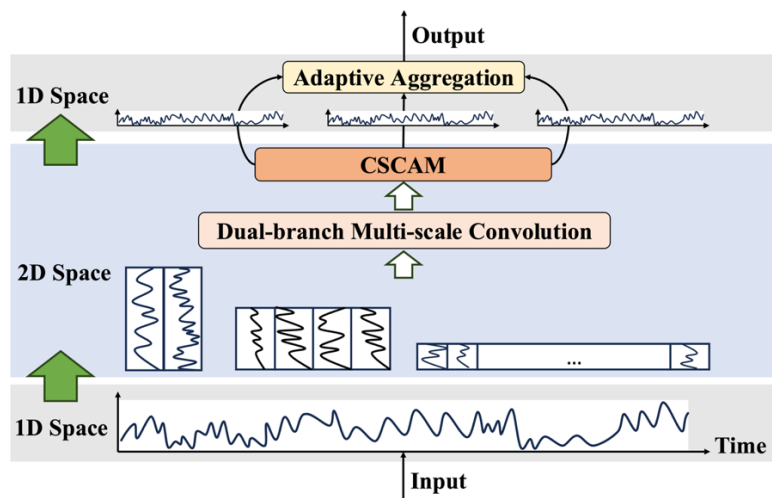 Output
Adaptive Aggregation
1D Space
CSCAM
Dual-branch Multi-scale Convolution
2D Space
...
1D Space
Time
Input